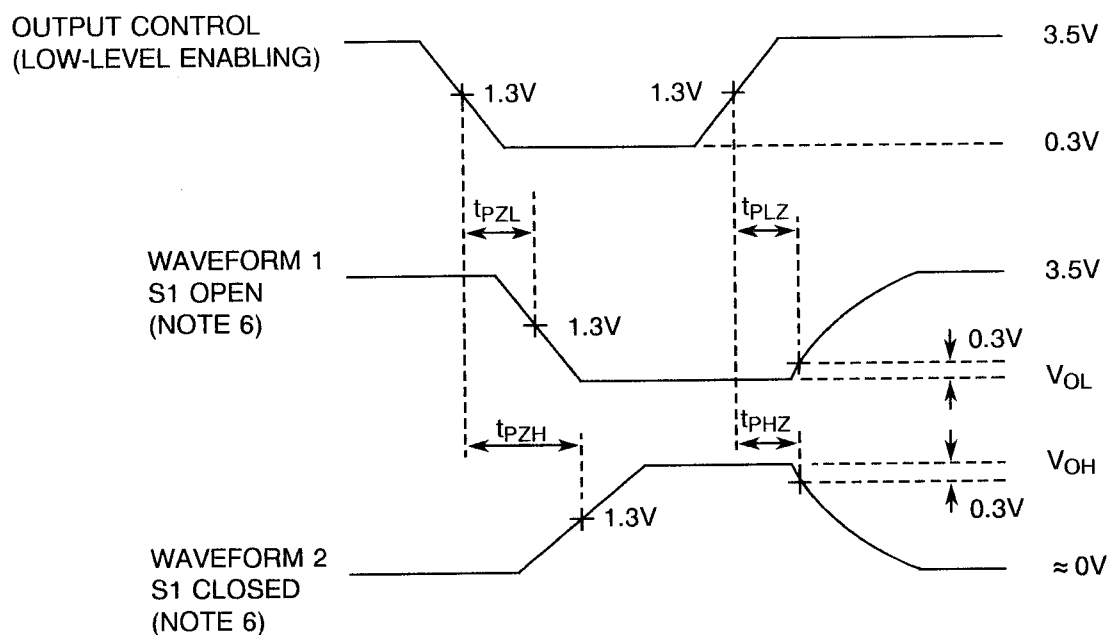 OUTPUT CONTROL
(LOW-LEVEL ENABLING)
3.5V
1.3V
1.3V
0.3V
tPZL
tPLZ
WAVEFORM 1
S1 OPEN
(NOTE 6)
3.5V
1.3V
0.3V
VOL
tPZH
tPHZ
VOH
1.3V
0.3V
WAVEFORM 2
S1 CLOSED
(NOTE 6)
≈ 0V